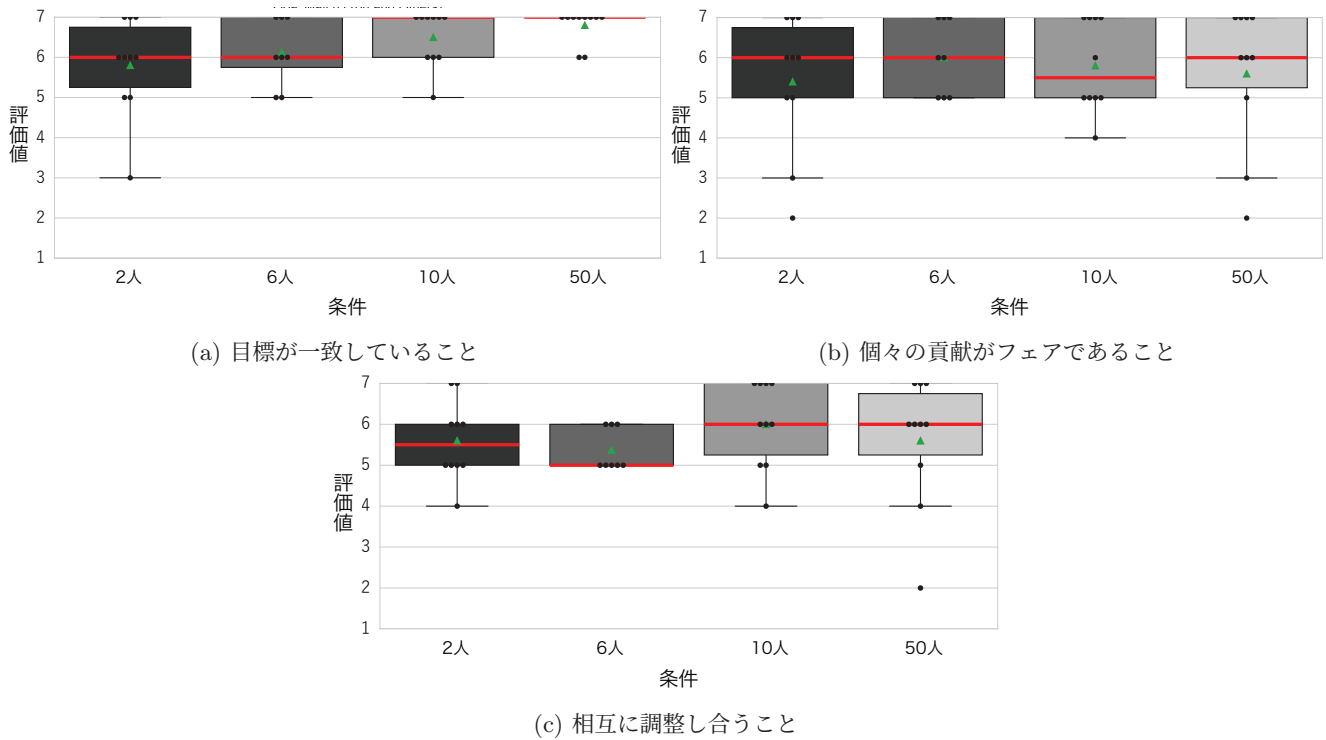 7
6
5
4
3
2
1
評価値
2人 6人 10人 50人
条件
(a) 目標が一致していること
7
6
5
4
3
2
1
評価値
2人 6人 10人 50人
条件
(b) 個々の貢献がフェアであること
7
6
5
4
3
2
1
評価値
2人 6人 10人 50人
条件
(c) 相互に調整し合うこと